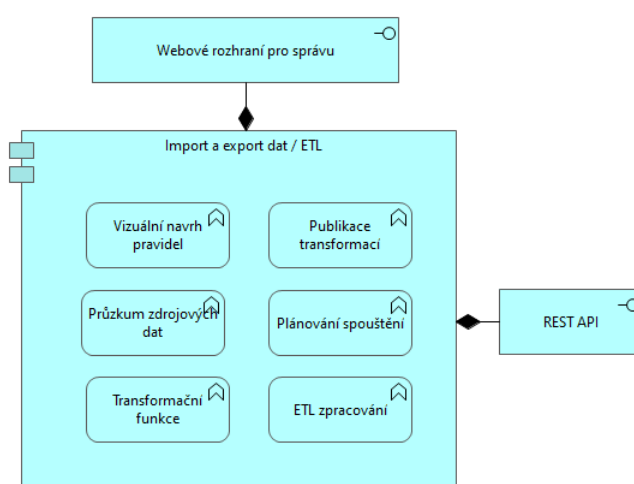 Webové rozhraní pro správu
Import a export dat / ETL
Vizuální navrh
pravidel
Publikace
transformací
Průzkum zdrojových
dat
Plánování spouštění
REST API
Transformační
funkce
ETL zpracování